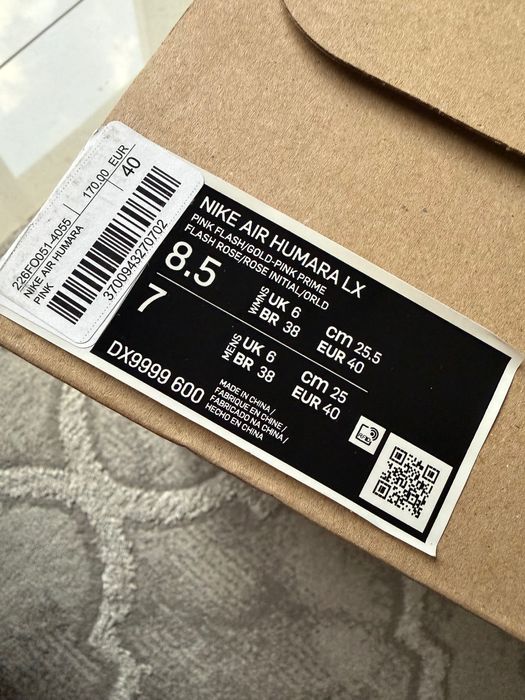 226FO051-4055 | 170.00 EUR
NIKE AIR HUMARA
PINK
40
3700943270702
NIKE AIR HUMARA LX
PINK FLASH/GOLD-PINK PRIME
FLASH ROSE/ROSE INITIAL/ORLD
8.5
WMNS
UK 6
BR 38
cm 25.5
EUR 40
7
MENS
UK 6
BR 38
cm 25
EUR 40
DX9999 600
MADE IN CHINA /
FABRIQUE EN CHINE /
FABRICADO NA CHINA /
HECHO EN CHINA